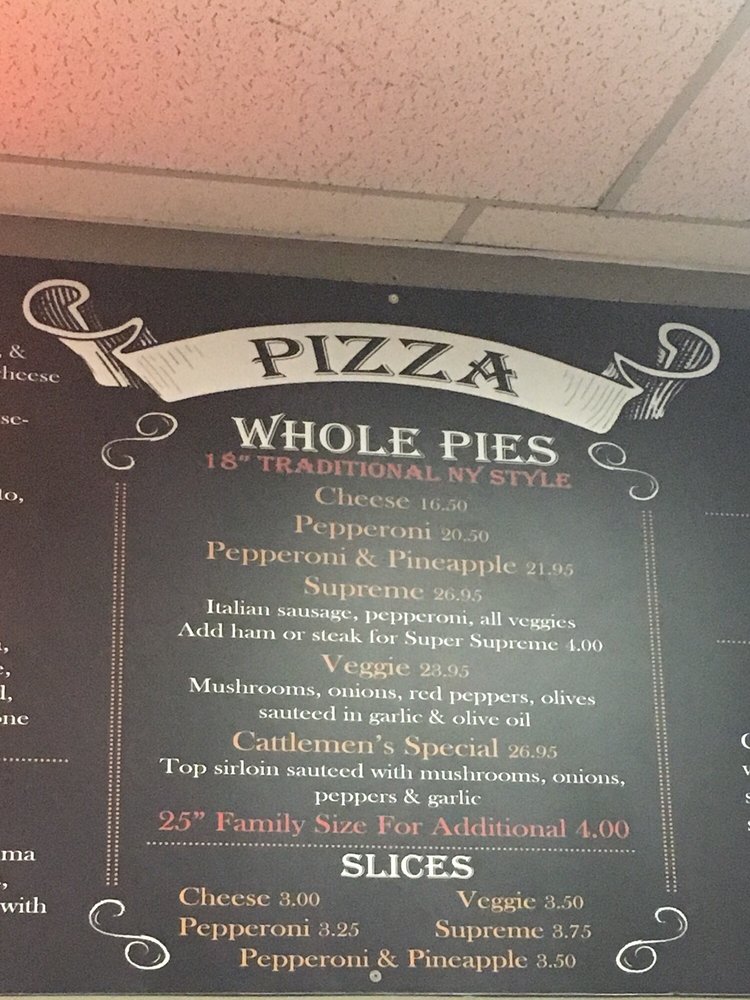 PIZZA
WHOLE PIES
18" TRADITIONAL NY STYLE
Cheese 16.50
Pepperoni 20.50
Pepperoni & Pineapple 21.95
Supreme 26.95
Italian sausage, pepperoni, all veggies
Add ham or steak for Super Supreme 4.00
Veggie 23.95
Mushrooms, onions, red peppers, olives
sauteed in garlic & olive oil
Cattlemen's Special 26.95
Top sirloin sauteed with mushrooms, onions,
peppers & garlic
25" Family Size For Additional 4.00
SLICES
Cheese 3.00 Veggie 3.50
Pepperoni 3.25 Supreme 3.75
Pepperoni & Pineapple 3.50
&
with